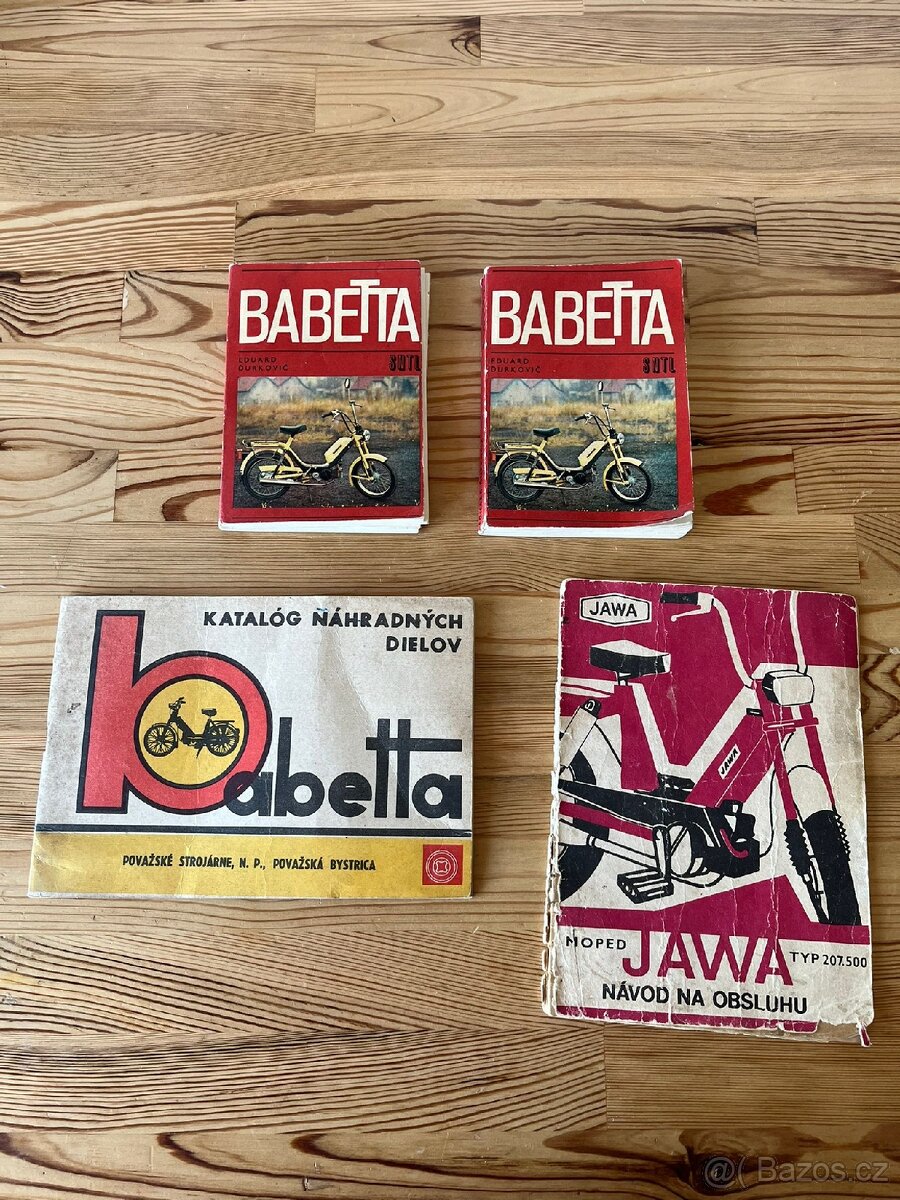 BABETTA
EDUARD
ĎURKOVIČ
SNTL
BABETTA
EDUARD
ĎURKOVIČ
SNTL
KATALÓG NÁHRADNÝCH
DIELOV
babetta
POVAŽSKÉ STROJÁRNE, N. P., POVAŽSKÁ BYSTRICA
JAWA
JAWA
MOPED JAWA TYP 207.500
NÁVOD NA OBSLUHU
@( Bazos.cz